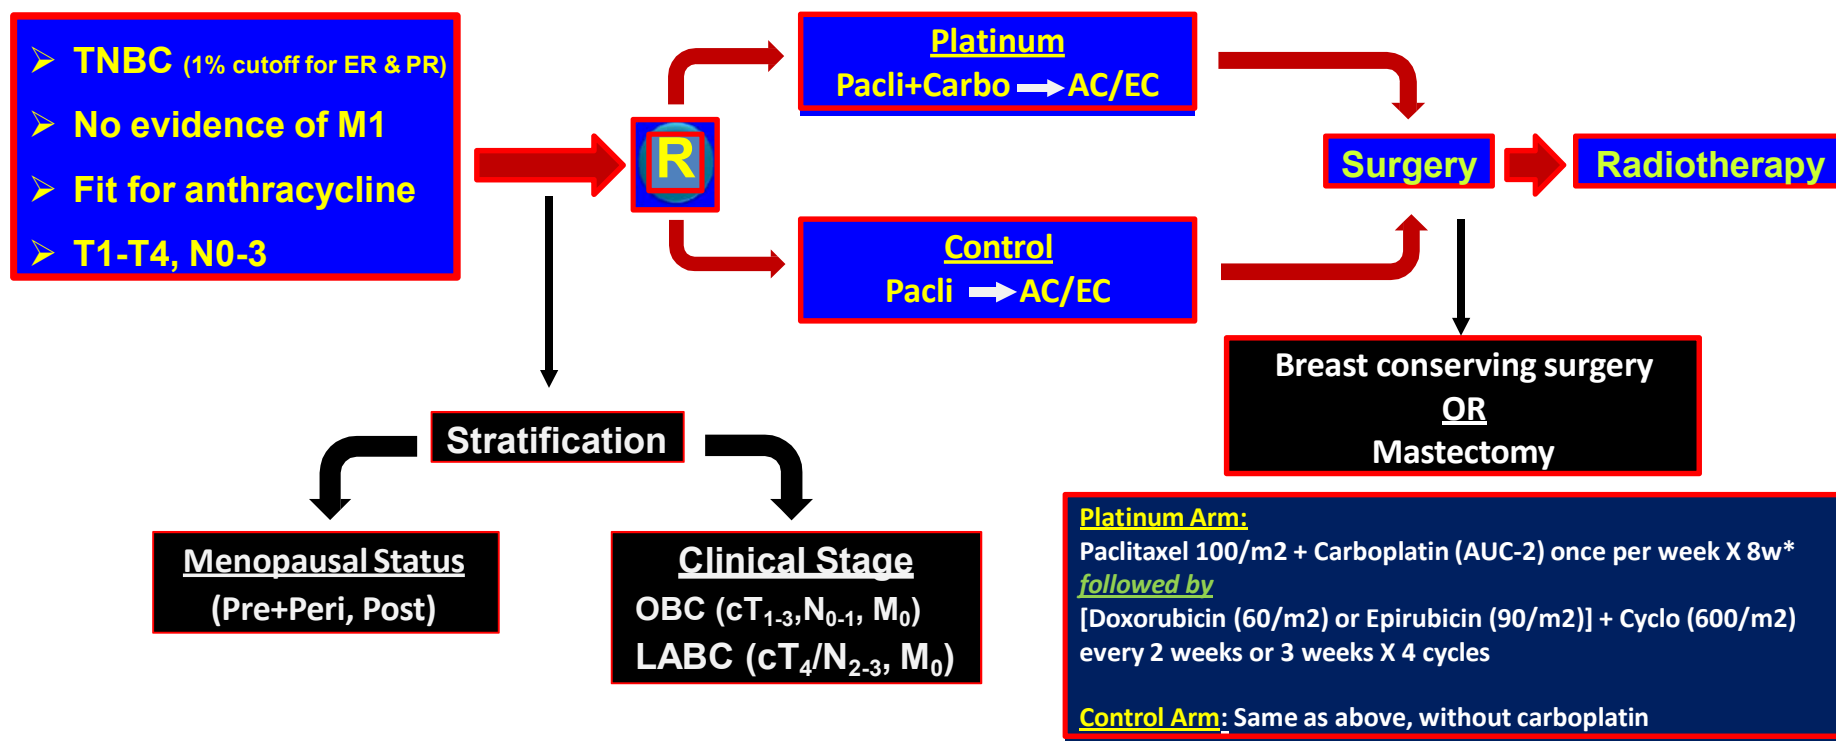 ➢ TNBC (1% cutoff for ER & PR)
➢ No evidence of M1
➢ Fit for anthracycline
➢ T1-T4, N0-3
R
Platinum
Pacli+Carbo → AC/EC
Control
Pacli → AC/EC
Surgery
Radiotherapy
Breast conserving surgery
OR
Mastectomy
Stratification
Menopausal Status
(Pre+Peri, Post)
Clinical Stage
OBC (cT₁₋₃,N₀₋₁, M₀)
LABC (cT₄/N₂₋₃, M₀)
Platinum Arm:
Paclitaxel 100/m2 + Carboplatin (AUC-2) once per week X 8w*
followed by
[Doxorubicin (60/m2) or Epirubicin (90/m2)] + Cyclo (600/m2)
every 2 weeks or 3 weeks X 4 cycles
Control Arm: Same as above, without carboplatin